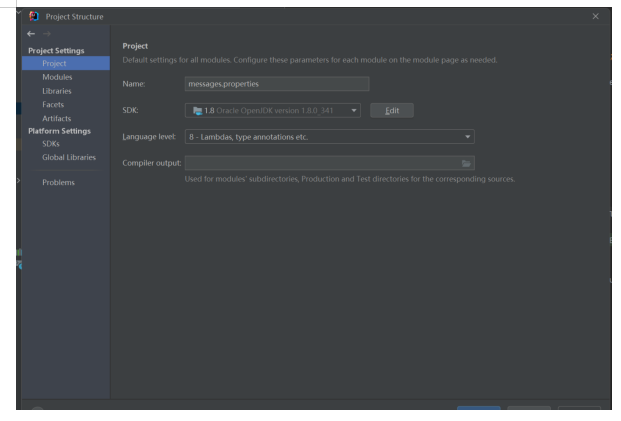 Project Structure
Project Settings
Project
Modules
Libraries
Facets
Artifacts
Platform Settings
SDKs
Global Libraries
Problems
Project
Default settings for all modules. Configure these parameters for each module on the module page as needed.
Name:
messages.properties
SDK:
1.8 Oracle OpenJDK version 1.8.0_341
Edit
Language level:
8 - Lambdas, type annotations etc.
Compiler output:
Used for modules' subdirectories, Production and Test directories for the corresponding sources.